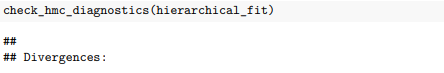 check_hmc_diagnostics(hierarchical_fit)
##
## Divergences: